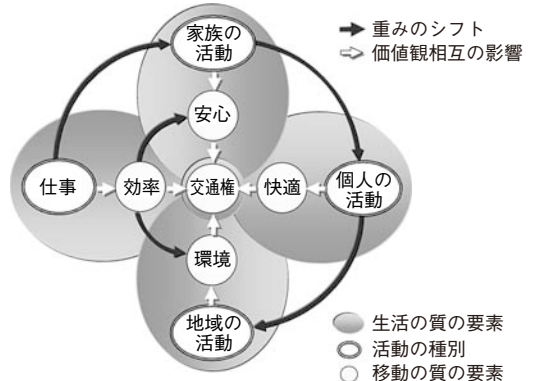 家族の
活動
重みのシフト
価値観相互の影響
安心
仕事
効率
交通権
快適
個人の
活動
環境
地域の
活動
生活の質の要素
活動の種別
移動の質の要素